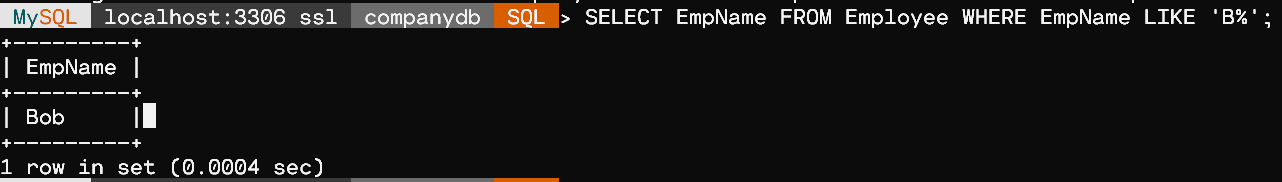 MySQL localhost:3306 ssl companydb SQL > SELECT EmpName FROM Employee WHERE EmpName LIKE 'B%';
+---------+
| EmpName |
+---------+
| Bob     |
+---------+
1 row in set (0.0004 sec)